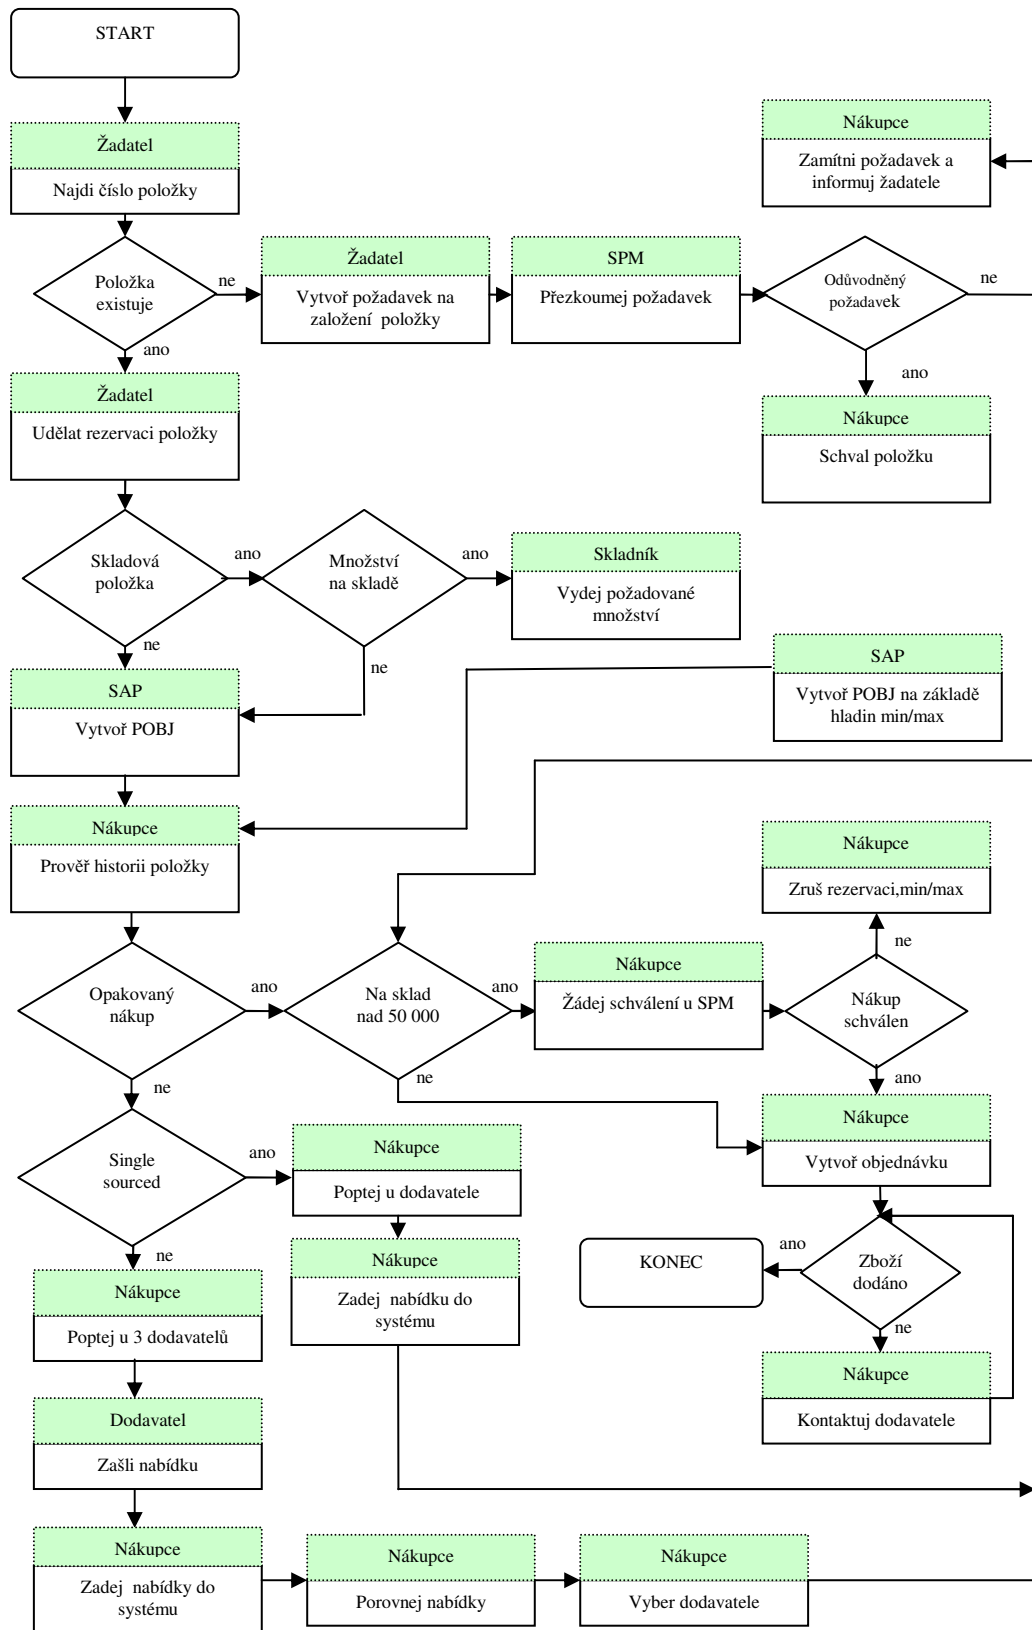 START
Žadatel
Najdi číslo položky
Nákupce
Zamítni požadavek a
informuj žadatele
Položka
existuje
ne
Žadatel
Vytvoř požadavek na
založení položky
SPM
Přezkoumej požadavek
Odůvodněný
požadavek
ne
ano
ano
Žadatel
Udělat rezervaci položky
Nákupce
Schval položku
Skladová
položka
ano
Množství
na skladě
ano
Skladník
Vydej požadované
množství
ne
ne
SAP
Vytvoř POBJ
SAP
Vytvoř POBJ na základě
hladin min/max
Nákupce
Prověř historii položky
Nákupce
Zruš rezervaci,min/max
ne
Opakovaný
nákup
ano
Na sklad
nad 50 000
ano
Nákupce
Žádej schválení u SPM
Nákup
schválen
ne
ne
ano
Nákupce
Vytvoř objednávku
Single
sourced
ano
Nákupce
Poptej u dodavatele
ne
Nákupce
Zadej nabídku do
systému
KONEC
ano
Zboží
dodáno
ne
Nákupce
Poptej u 3 dodavatelů
Nákupce
Kontaktuj dodavatele
Dodavatel
Zašli nabídku
Nákupce
Zadej nabídky do
systému
Nákupce
Porovnej nabídky
Nákupce
Vyber dodavatele